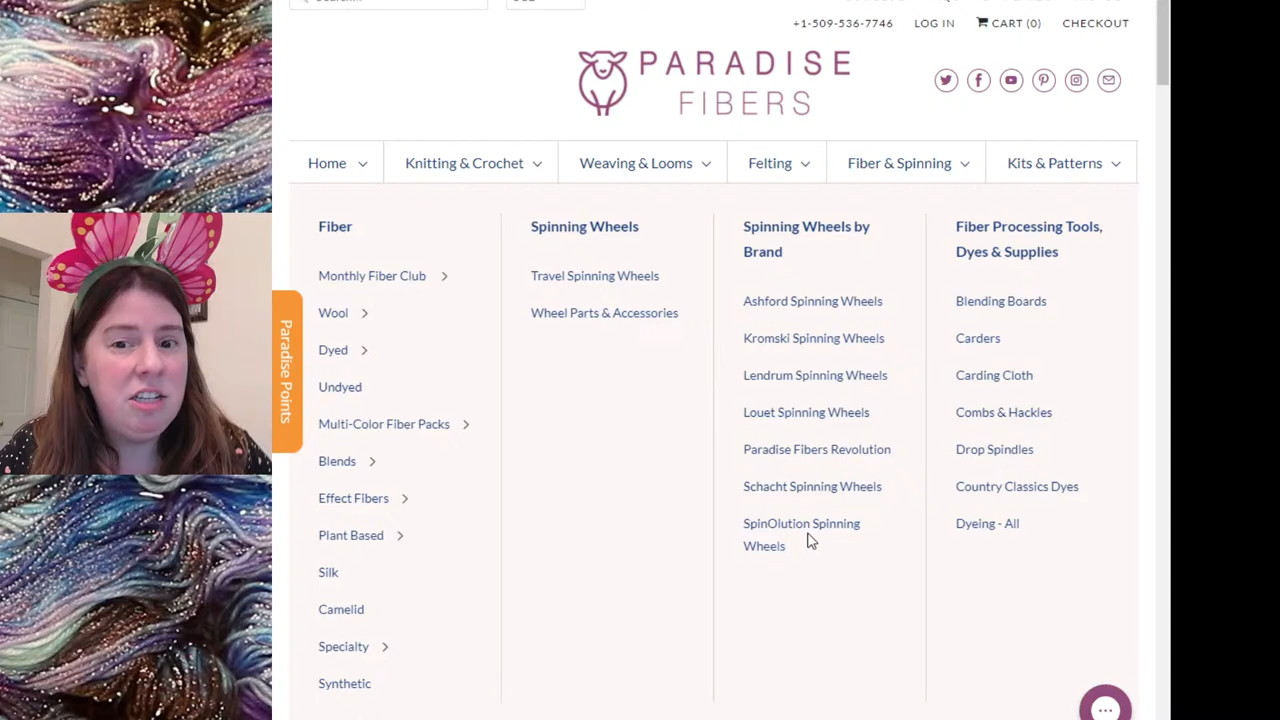 +1-509-536-7746 LOG IN CART (0) CHECKOUT
PARADISE
FIBERS
Home Knitting & Crochet Weaving & Looms Felting Fiber & Spinning Kits & Patterns
Fiber
Monthly Fiber Club
Wool
Dyed
Undyed
Multi-Color Fiber Packs
Blends
Effect Fibers
Plant Based
Silk
Camelid
Specialty
Synthetic
Spinning Wheels
Travel Spinning Wheels
Wheel Parts & Accessories
Spinning Wheels by
Brand
Ashford Spinning Wheels
Kromski Spinning Wheels
Lendrum Spinning Wheels
Louet Spinning Wheels
Paradise Fibers Revolution
Schacht Spinning Wheels
SpinOlution Spinning
Wheels
Fiber Processing Tools,
Dyes & Supplies
Blending Boards
Carders
Carding Cloth
Combs & Hackles
Drop Spindles
Country Classics Dyes
Dyeing - All
Paradise Points